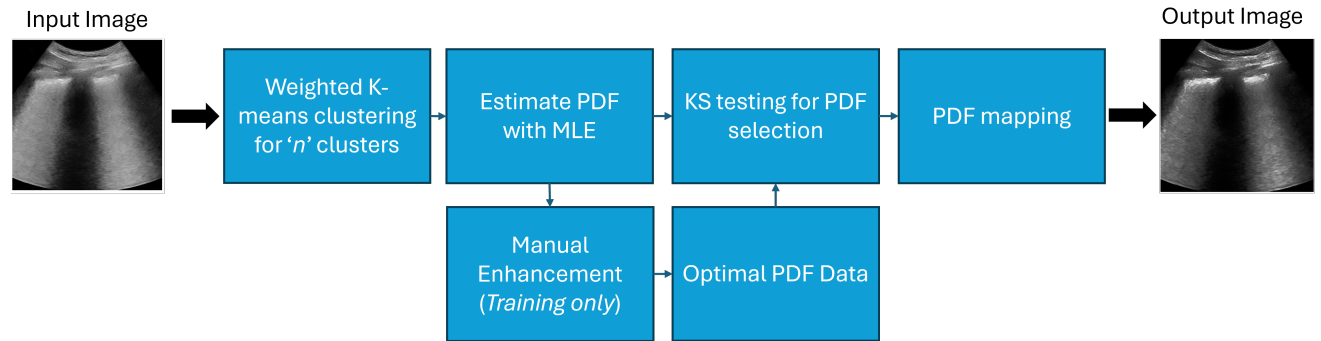 Input Image
Output Image
Weighted K-
means clustering
for ‘n’ clusters
Estimate PDF
with MLE
KS testing for PDF
selection
PDF mapping
Manual
Enhancement
(Training only)
Optimal PDF Data